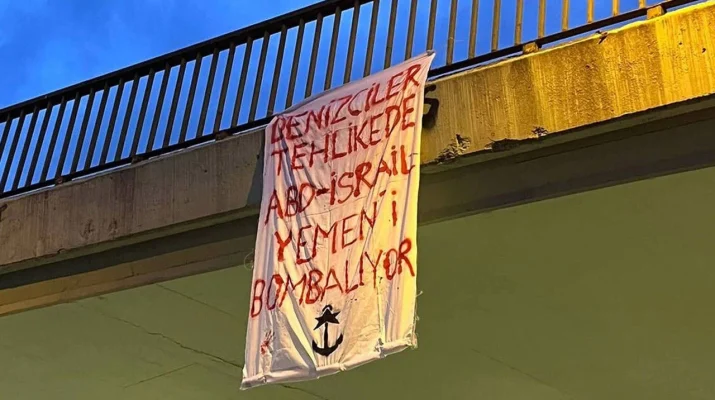 DENİZCİLER
TEHLİKEDE
ABD-İSRAİL
YEMEN'İ
BOMBALIYOR